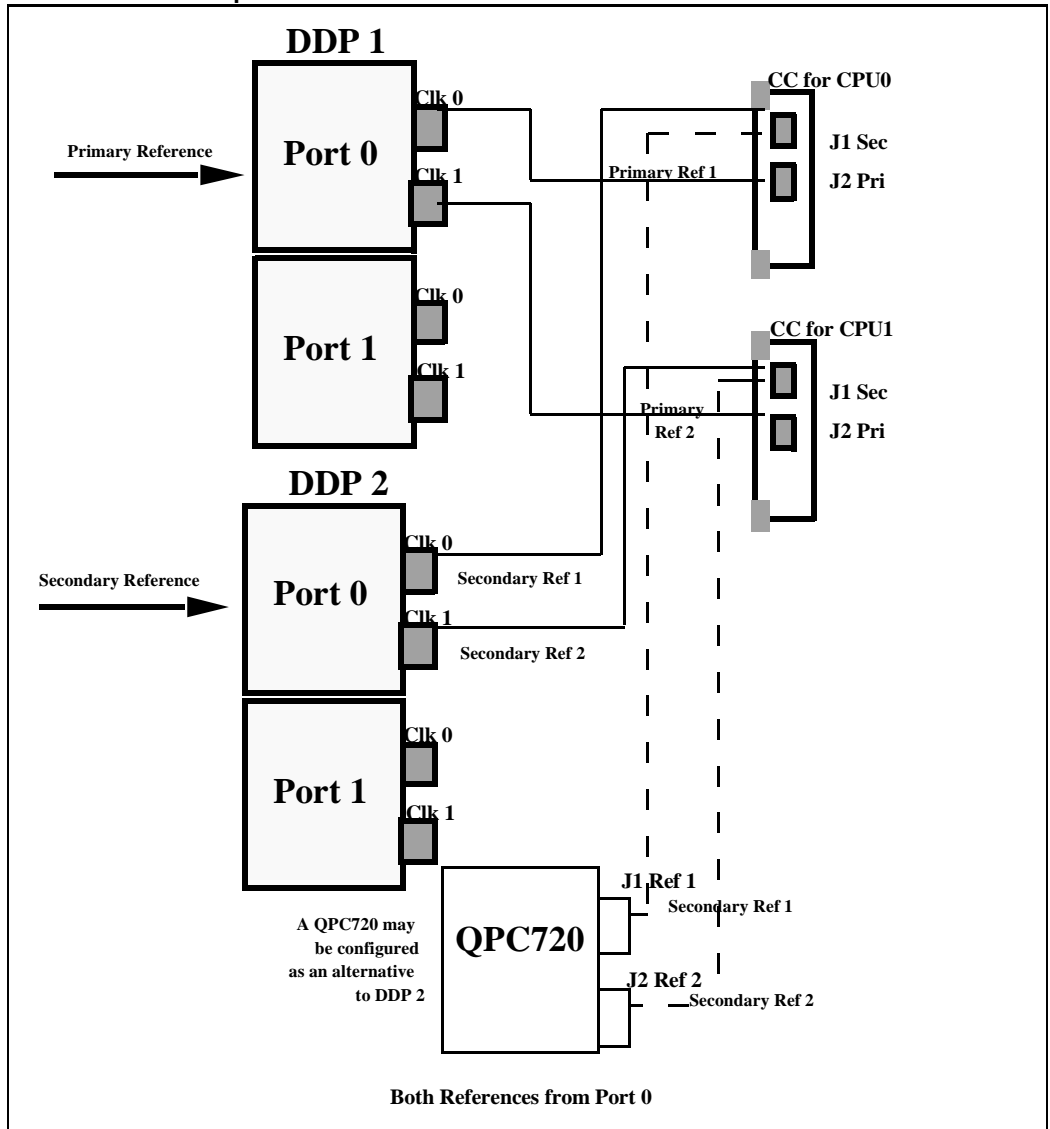 DDP 1
Clk 0
CC for CPU0
Primary Reference
Port 0
J1 Sec
Clk 1
Primary Ref 1
J2 Pri
Clk 0
Port 1
CC for CPU1
Clk 1
J1 Sec
Primary
Ref 2
J2 Pri
DDP 2
Clk 0
Secondary Reference
Secondary Ref 1
Port 0
Clk 1
Secondary Ref 2
Clk 0
Port 1
Clk 1
J1 Ref 1
Secondary Ref 1
A QPC720 may
be configured
as an alternative
to DDP 2
QPC720
J2 Ref 2
Secondary Ref 2
Both References from Port 0